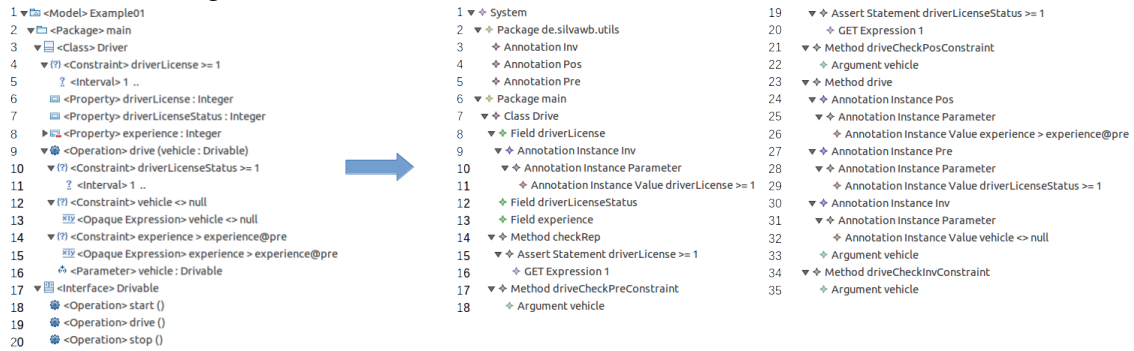 1 <Model> Example01
2 <Package> main
3 <Class> Driver
4 <Constraint> driverLicense >= 1
5 <Interval> 1 ..
6 <Property> driverLicense : Integer
7 <Property> driverLicenseStatus : Integer
8 <Property> experience : Integer
9 <Operation> drive (vehicle : Drivable)
10 <Constraint> driverLicenseStatus >= 1
11 <Interval> 1 ..
12 <Constraint> vehicle <> null
13 <Opaque Expression> vehicle <> null
14 <Constraint> experience > experience@pre
15 <Opaque Expression> experience > experience@pre
16 <Parameter> vehicle : Drivable
17 <Interface> Drivable
18 <Operation> start ()
19 <Operation> drive ()
20 <Operation> stop ()
1 System
2 Package de.silvawb.utils
3 Annotation Inv
4 Annotation Pos
5 Annotation Pre
6 Package main
7 Class Drive
8 Field driverLicense
9 Annotation Instance Inv
10 Annotation Instance Parameter
11 Annotation Instance Value driverLicense >= 1
12 Field driverLicenseStatus
13 Field experience
14 Method checkRep
15 Assert Statement driverLicense >= 1
16 GET Expression 1
17 Method driveCheckPreConstraint
18 Argument vehicle
19 Assert Statement driverLicenseStatus >= 1
20 GET Expression 1
21 Method driveCheckPosConstraint
22 Argument vehicle
23 Method drive
24 Annotation Instance Pos
25 Annotation Instance Parameter
26 Annotation Instance Value experience > experience@pre
27 Annotation Instance Pre
28 Annotation Instance Parameter
29 Annotation Instance Value driverLicenseStatus >= 1
30 Annotation Instance Inv
31 Annotation Instance Parameter
32 Annotation Instance Value vehicle <> null
33 Argument vehicle
34 Method driveCheckInvConstraint
35 Argument vehicle